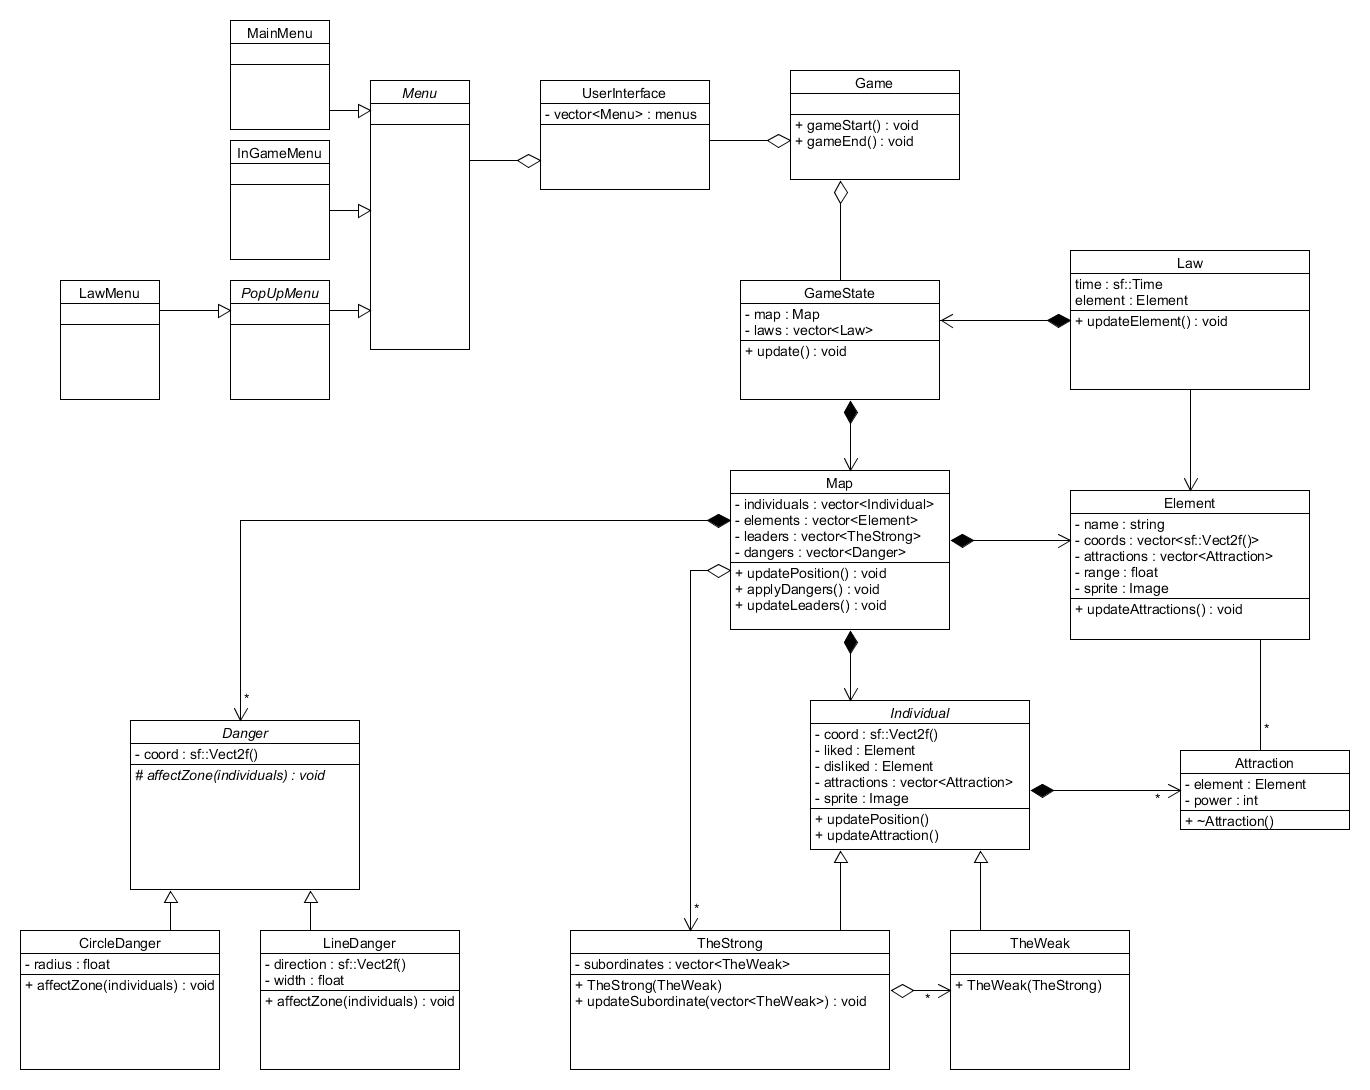 MainMenu
Menu
UserInterface
- vector<Menu> : menus
Game
+ gameStart() : void
+ gameEnd() : void
InGameMenu
LawMenu
PopUpMenu
GameState
- map : Map
- laws : vector<Law>
+ update() : void
Law
time : sf::Time
element : Element
+ updateElement() : void
Map
- individuals : vector<Individual>
- elements : vector<Element>
- leaders : vector<TheStrong>
- dangers : vector<Danger>
+ updatePosition() : void
+ applyDangers() : void
+ updateLeaders() : void
Element
- name : string
- coords : vector<sf::Vect2f()>
- attractions : vector<Attraction>
- range : float
- sprite : Image
+ updateAttractions() : void
*
Danger
- coord : sf::Vect2f()
# affectZone(individuals) : void
Individual
- coord : sf::Vect2f()
- liked : Element
- disliked : Element
- attractions : vector<Attraction>
- sprite : Image
+ updatePosition()
+ updateAttraction()
*
*
Attraction
- element : Element
- power : int
+ ~Attraction()
CircleDanger
- radius : float
+ affectZone(individuals) : void
LineDanger
- direction : sf::Vect2f()
- width : float
+ affectZone(individuals) : void
*
TheStrong
- subordinates : vector<TheWeak>
+ TheStrong(TheWeak)
+ updateSubordinate(vector<TheWeak>) : void
*
TheWeak
+ TheWeak(TheStrong)